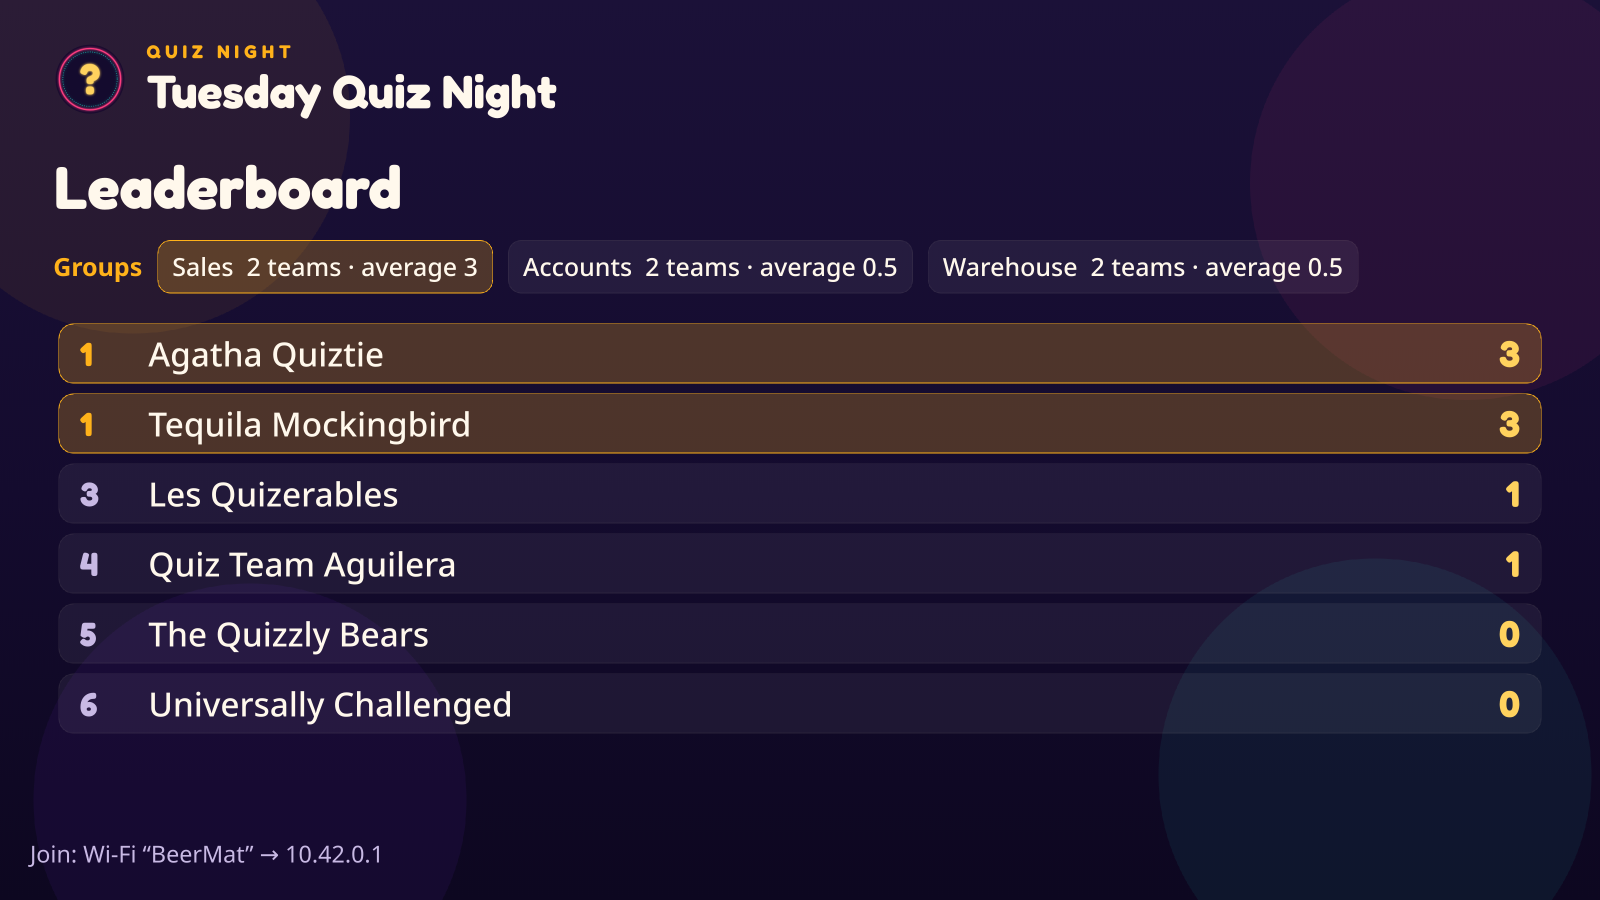 ?
QUIZ NIGHT
Tuesday Quiz Night
Leaderboard
Groups Sales 2 teams · average 3 Accounts 2 teams · average 0.5 Warehouse 2 teams · average 0.5
1 Agatha Quiztie 3
1 Tequila Mockingbird 3
3 Les Quizerables 1
4 Quiz Team Aguilera 1
5 The Quizzly Bears 0
6 Universally Challenged 0
Join: Wi-Fi “BeerMat” → 10.42.0.1